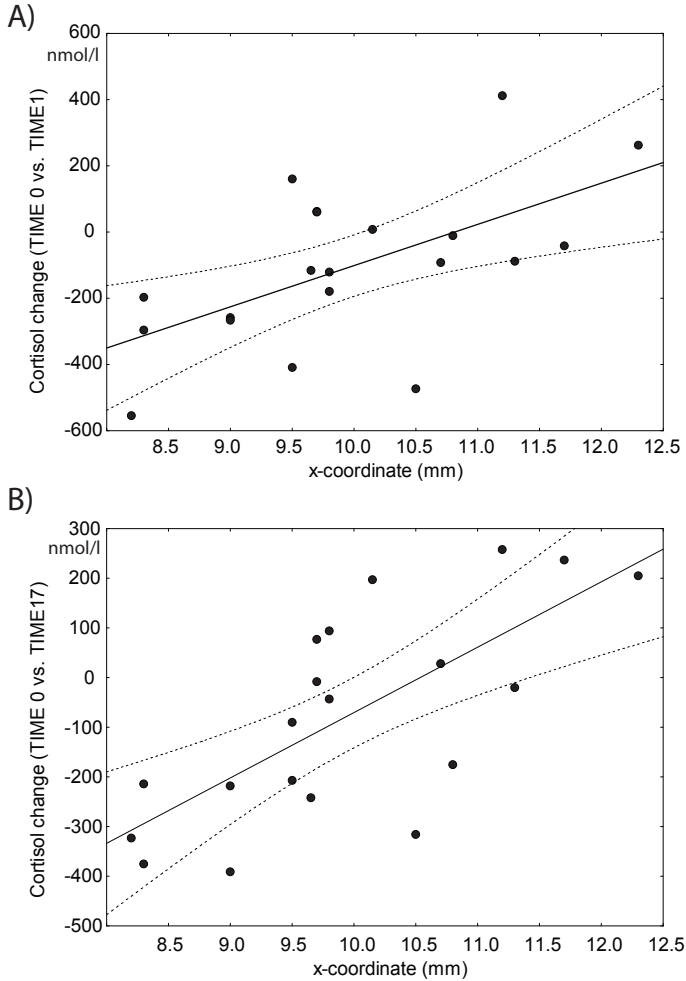 A)
600
nmol/l
400
200
0
-200
-400
-600
Cortisol change (TIME 0 vs. TIME1)
8.5 9.0 9.5 10.0 10.5 11.0 11.5 12.0 12.5
x-coordinate (mm)
B)
300
nmol/l
200
100
0
-100
-200
-300
-400
-500
Cortisol change (TIME 0 vs. TIME17)
8.5 9.0 9.5 10.0 10.5 11.0 11.5 12.0 12.5
x-coordinate (mm)